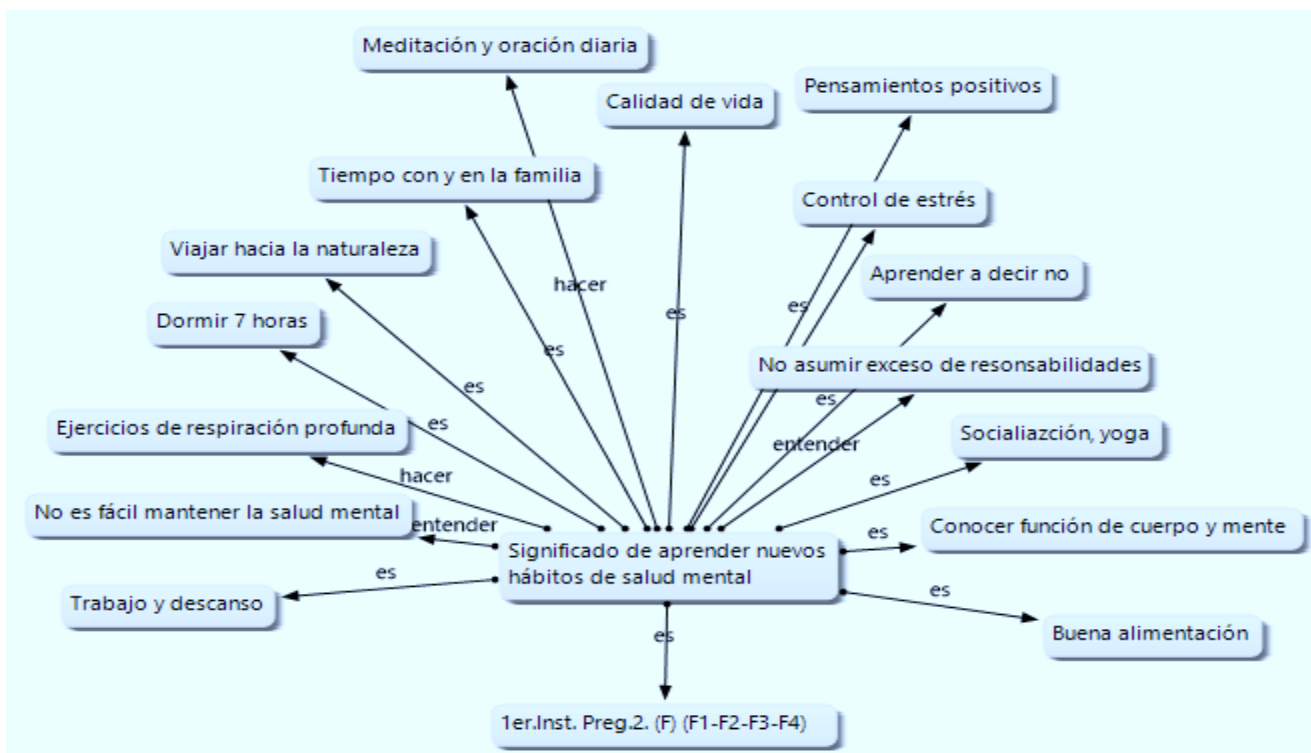 Meditación y oración diaria
Calidad de vida
Pensamientos positivos
Tiempo con y en la familia
Control de estrés
Viajar hacia la naturaleza
Aprender a decir no
hacer
es
es
Dormir 7 horas
es
No asumir exceso de resonsabilidades
es
es
es
Ejercicios de respiración profunda
entender
Socialiazción, yoga
hacer
es
No es fácil mantener la salud mental
entender
Conocer función de cuerpo y mente
es
Significado de aprender nuevos
hábitos de salud mental
es
Trabajo y descanso
es
Buena alimentación
es
1er.Inst. Preg.2. (F) (F1-F2-F3-F4)